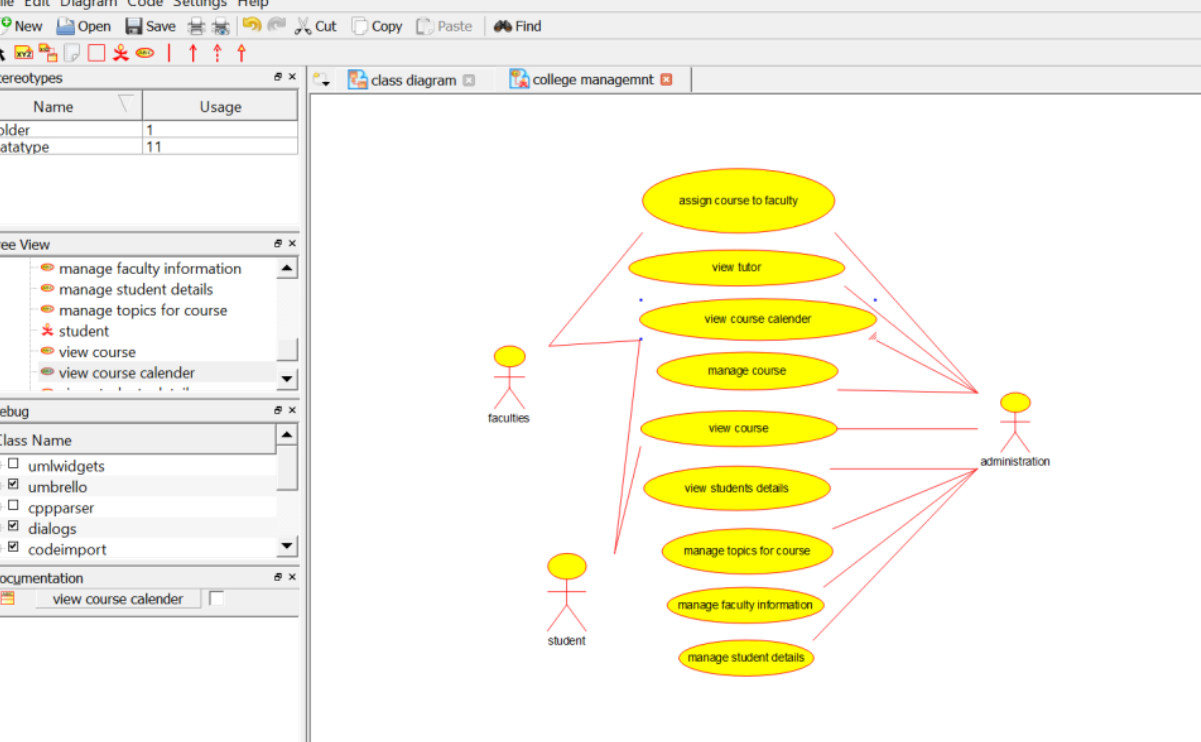 ile Edit Diagram Code Settings Help
New Open Save Cut Copy Paste Find
XYZ
tereotypes
class diagram college managemnt
Name Usage
older 1
atatype 11
ree View
manage faculty information
manage student details
manage topics for course
student
view course
view course calender
ebug
Class Name
umlwidgets
umbrello
cppparser
dialogs
codeimport
ocumentation
view course calender
assign course to faculty
view tutor
view course calender
manage course
faculties
view course
administration
view students details
manage topics for course
manage faculty information
student
manage student details